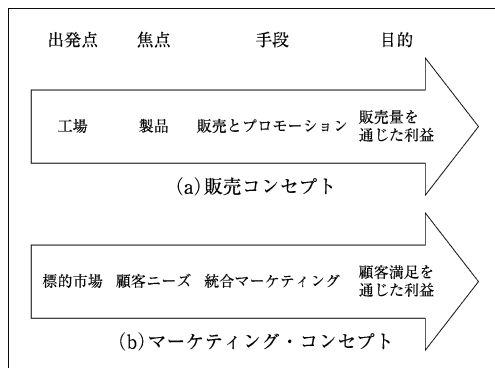 出発点 焦点 手段 目的
工場 製品 販売とプロモーション 販売量を
通じた利益
(a)販売コンセプト
標的市場 顧客ニーズ 統合マーケティング 顧客満足を
通じた利益
(b)マーケティング・コンセプト